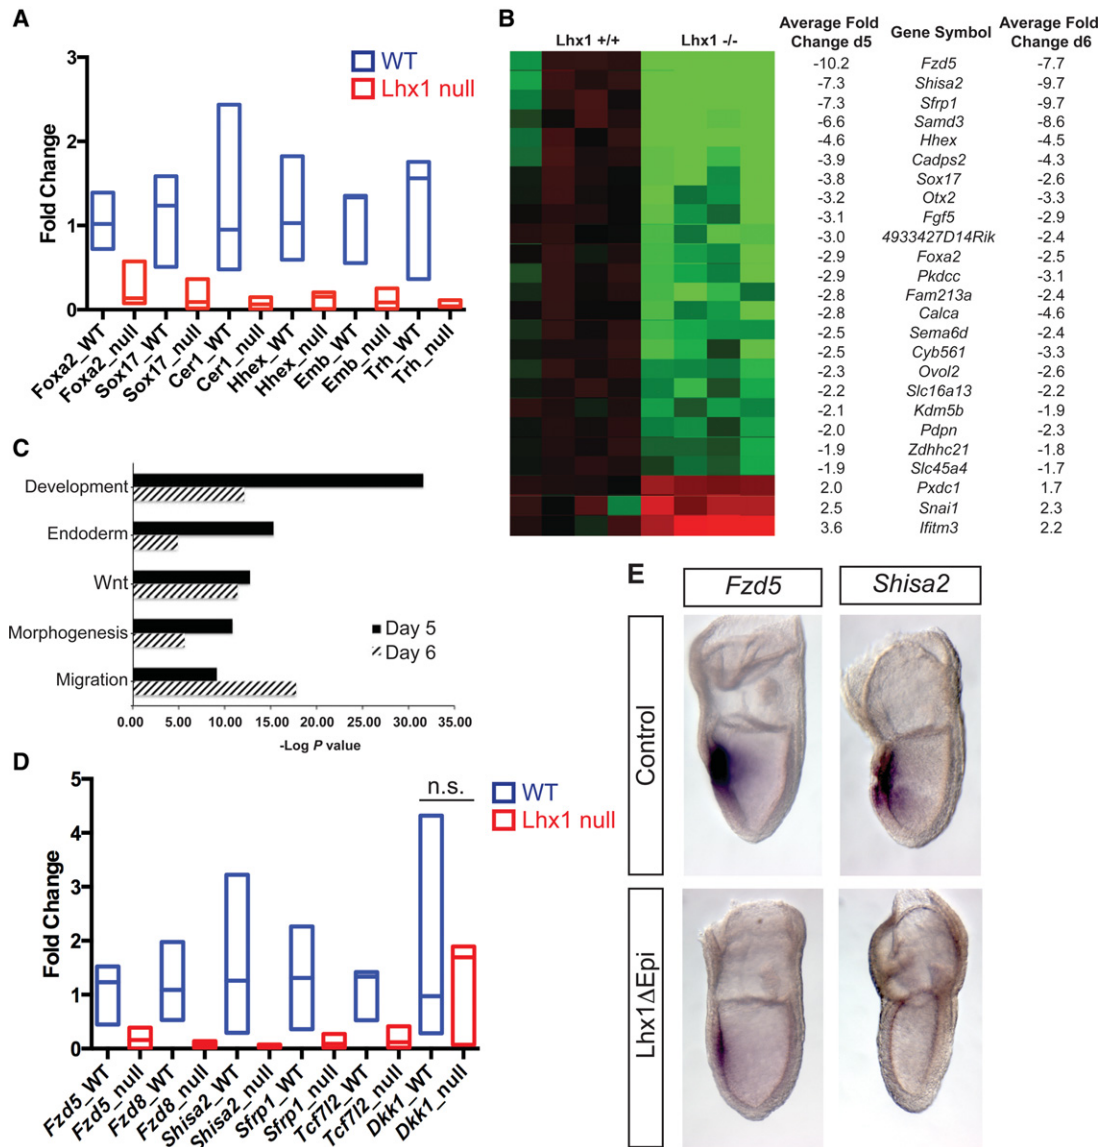 A
3
2
1
0
Fold Change
WT
Lhx1 null
Foxa2_WT
Foxa2_null
Sox17_WT
Sox17_null
Cer1_WT
Cer1_null
Hhex_WT
Hhex_null
Emb_WT
Emb_null
Trh_WT
Trh_null
B
Lhx1 +/+ Lhx1 -/-
Average Fold Change d5 Gene Symbol Average Fold Change d6
-10.2 Fzd5 -7.7
-7.3 Shisa2 -9.7
-7.3 Sfrp1 -9.7
-6.6 Samd3 -8.6
-4.6 Hhex -4.5
-3.9 Cadps2 -4.3
-3.8 Sox17 -2.6
-3.2 Otx2 -3.3
-3.1 Fgf5 -2.9
-3.0 4933427D14Rik -2.4
-2.9 Foxa2 -2.5
-2.9 Pkdcc -3.1
-2.8 Fam213a -2.4
-2.8 Calca -4.6
-2.5 Sema6d -2.4
-2.5 Cyb561 -3.3
-2.3 Ovol2 -2.6
-2.2 Slc16a13 -2.2
-2.1 Kdm5b -1.9
-2.0 Pdpn -2.3
-1.9 Zdhhc21 -1.8
-1.9 Slc45a4 -1.7
2.0 Pxdc1 1.7
2.5 Snai1 2.3
3.6 Ifitm3 2.2
C
Development
Endoderm
Wnt
Morphogenesis
Migration
Day 5
Day 6
0.00 5.00 10.00 15.00 20.00 25.00 30.00 35.00
-Log P value
D
5
4
3
2
1
0
Fold Change
n.s.
WT
Lhx1 null
Fzd5_WT
Fzd5_null
Fzd8_WT
Fzd8_null
Shisa2_WT
Shisa2_null
Sfrp1_WT
Sfrp1_null
Tcf7l2_WT
Tcf7l2_null
Dkk1_WT
Dkk1_null
E
Fzd5 Shisa2
Control
Lhx1ΔEpi